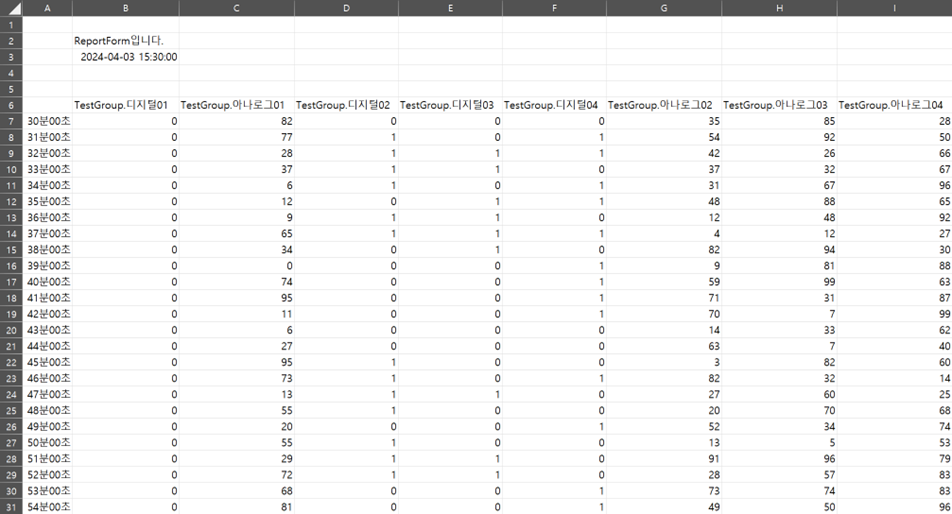 A B C D E F G H I
1
2 ReportForm입니다.
3 2024-04-03 15:30:00
4
5
6 TestGroup.디지털01 TestGroup.아나로그01 TestGroup.디지털02 TestGroup.디지털03 TestGroup.디지털04 TestGroup.아나로그02 TestGroup.아나로그03 TestGroup.아나로그04
7 30분00초 0 82 0 0 0 35 85 28
8 31분00초 0 77 1 0 1 54 92 50
9 32분00초 0 28 1 1 1 42 26 66
10 33분00초 0 37 1 1 0 37 32 67
11 34분00초 0 6 1 0 1 31 67 96
12 35분00초 0 12 0 1 1 48 88 65
13 36분00초 0 9 1 1 0 12 48 92
14 37분00초 0 65 1 1 1 4 12 27
15 38분00초 0 34 0 1 0 82 94 30
16 39분00초 0 0 0 0 1 9 81 88
17 40분00초 0 74 0 0 1 59 99 63
18 41분00초 0 95 0 0 1 71 31 87
19 42분00초 0 11 0 0 1 70 7 99
20 43분00초 0 6 0 0 0 14 33 62
21 44분00초 0 27 0 0 0 63 7 40
22 45분00초 0 95 1 0 0 3 82 60
23 46분00초 0 73 1 0 1 82 32 14
24 47분00초 0 13 1 1 0 27 60 25
25 48분00초 0 55 1 0 0 20 70 68
26 49분00초 0 20 0 0 1 52 34 74
27 50분00초 0 55 1 0 0 13 5 53
28 51분00초 0 29 1 1 0 91 96 79
29 52분00초 0 72 1 1 0 28 57 83
30 53분00초 0 68 0 0 1 73 74 83
31 54분00초 0 81 0 0 1 49 50 96